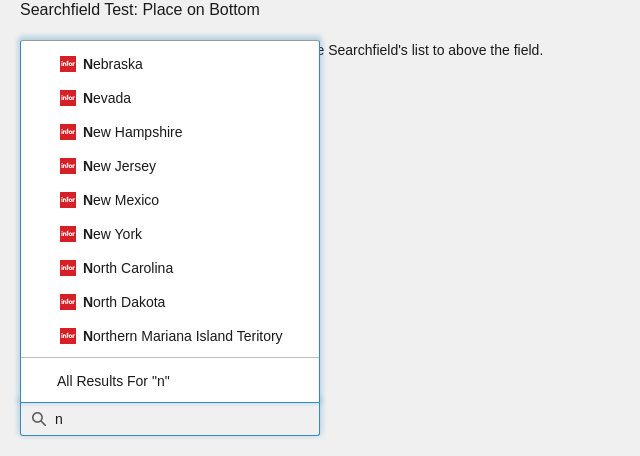 Searchfield Test: Place on Bottom
Searchfield's list to above the field.
infor Nebraska
infor Nevada
infor New Hampshire
infor New Jersey
infor New Mexico
infor New York
infor North Carolina
infor North Dakota
infor Northern Mariana Island Teritory
All Results For "n"
n